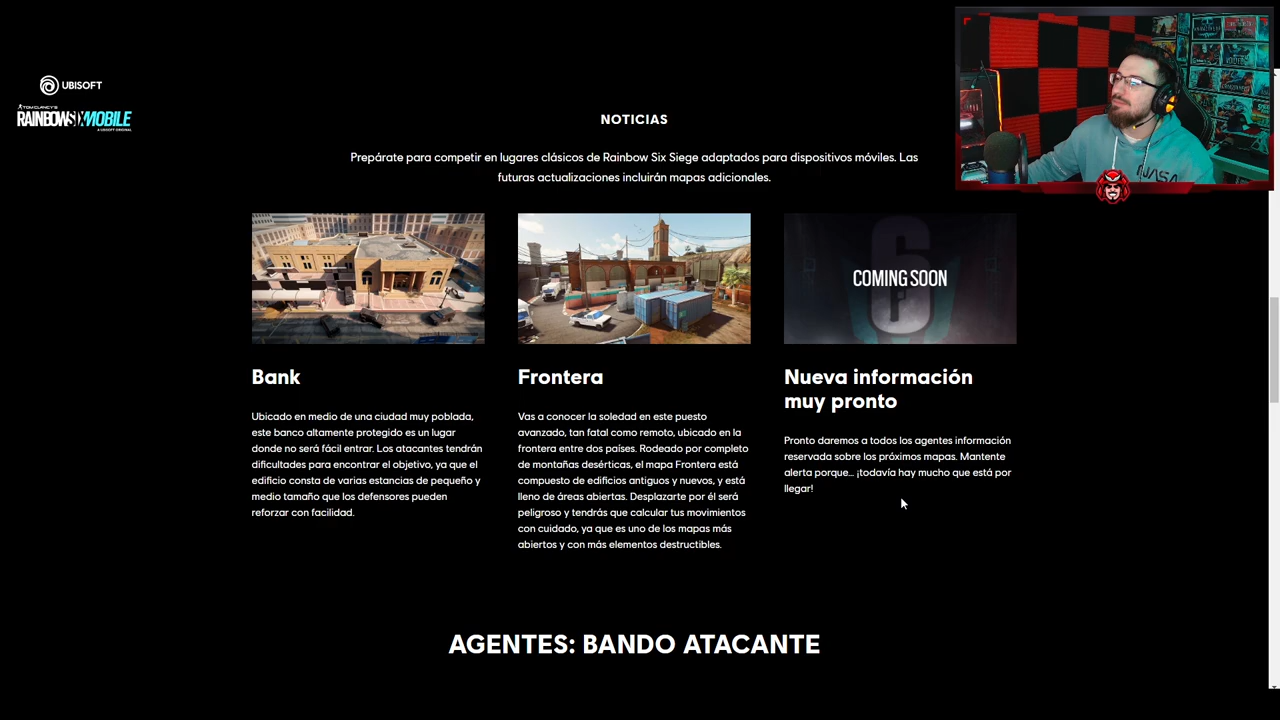 UBISOFT
TOM CLANCY'S
RAINBOWSIXMOBILE
A UBISOFT ORIGINAL
NASA
NOTICIAS
Prepárate para competir en lugares clásicos de Rainbow Six Siege adaptados para dispositivos móviles. Las
futuras actualizaciones incluirán mapas adicionales.
COMING SOON
Bank
Ubicado en medio de una ciudad muy poblada,
este banco altamente protegido es un lugar
donde no será fácil entrar. Los atacantes tendrán
dificultades para encontrar el objetivo, ya que el
edificio consta de varias estancias de pequeño y
medio tamaño que los defensores pueden
reforzar con facilidad.
Frontera
Vas a conocer la soledad en este puesto
avanzado, tan fatal como remoto, ubicado en la
frontera entre dos países. Rodeado por completo
de montañas desérticas, el mapa Frontera está
compuesto de edificios antiguos y nuevos, y está
lleno de áreas abiertas. Desplazarte por él será
peligroso y tendrás que calcular tus movimientos
con cuidado, ya que es uno de los mapas más
abiertos y con más elementos destructibles.
Nueva información
muy pronto
Pronto daremos a todos los agentes información
reservada sobre los próximos mapas. Mantente
alerta porque... ¡todavía hay mucho que está por
llegar!
AGENTES: BANDO ATACANTE